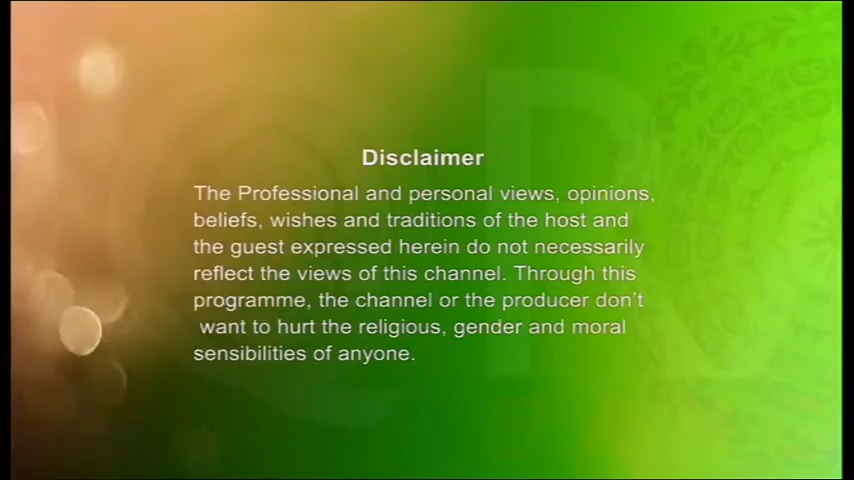 Disclaimer
The Professional and personal views, opinions,
beliefs, wishes and traditions of the host and
the guest expressed herein do not necessarily
reflect the views of this channel. Through this
programme, the channel or the producer don't
want to hurt the religious, gender and moral
sensibilities of anyone.